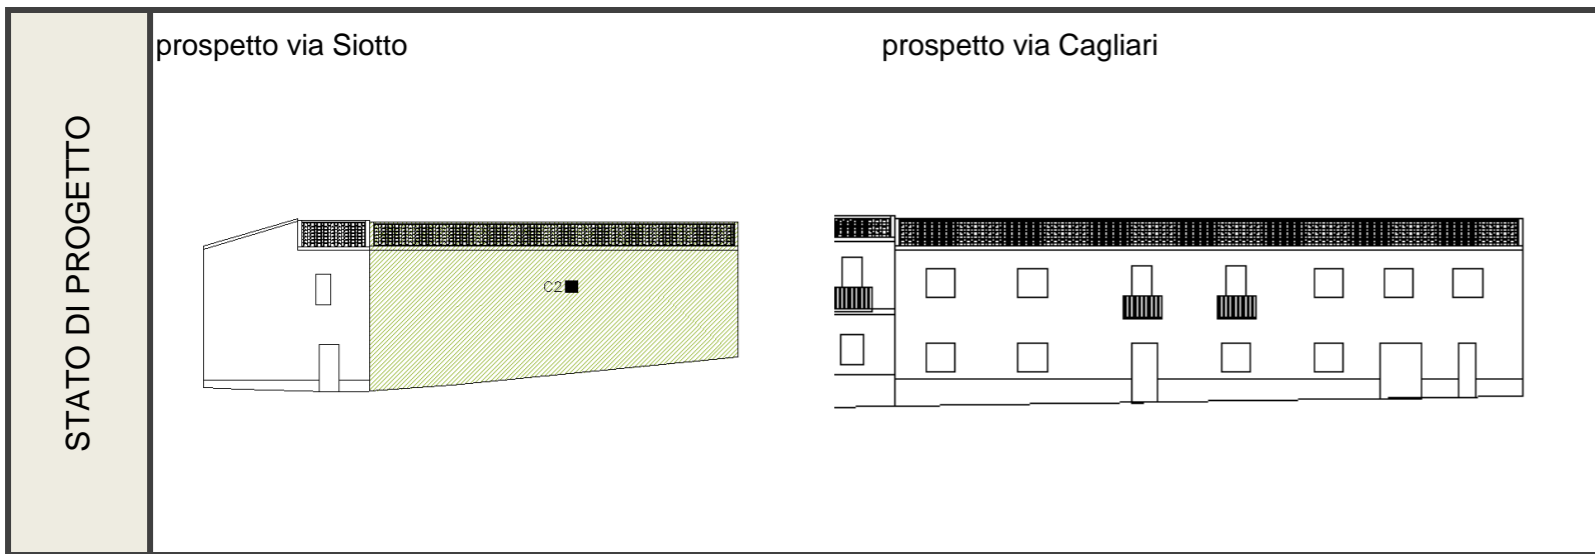 STATO DI PROGETTO
prospetto via Siotto
prospetto via Cagliari
C2